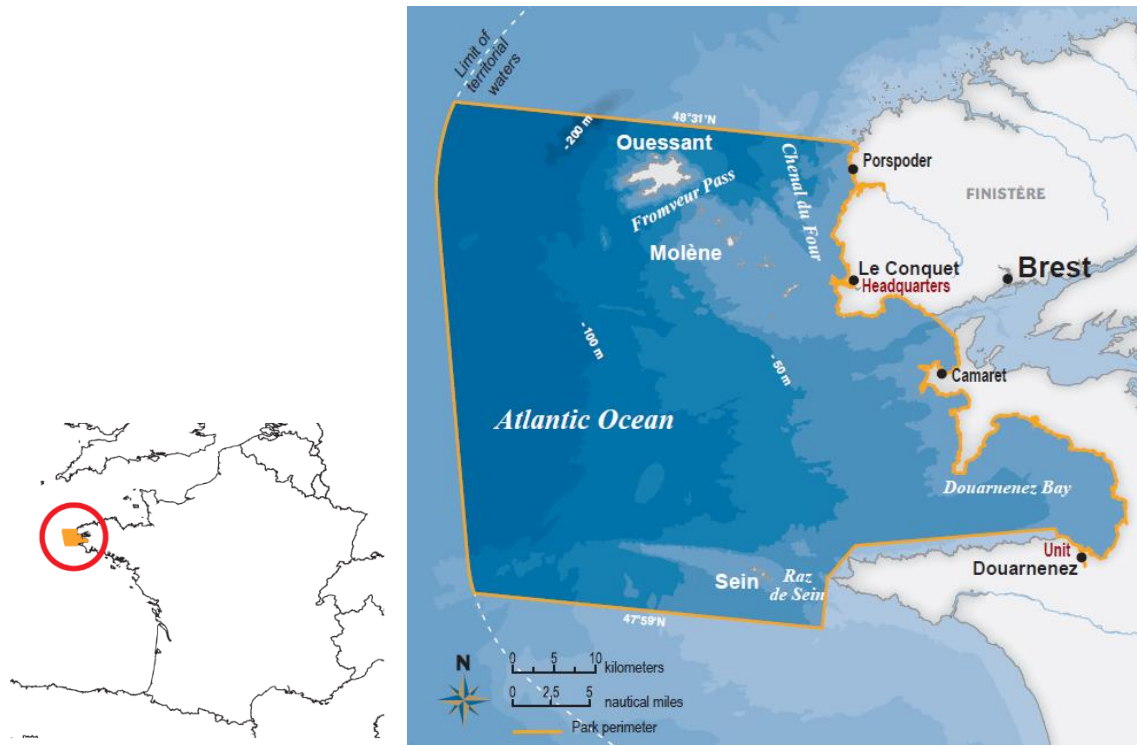 Limit of
territorial
waters
48°31'N
- 200 m
Ouessant
Porspoder
Chenal du Four
FINISTÈRE
Fromveur Pass
Molène
Le Conquet
Headquarters
Brest
- 100 m
- 50 m
Camaret
Atlantic Ocean
Douarnenez Bay
Unit
Douarnenez
Sein
Raz
de Sein
47°59'N
N
0 5 10
kilometers
0 2,5 5
nautical miles
Park perimeter